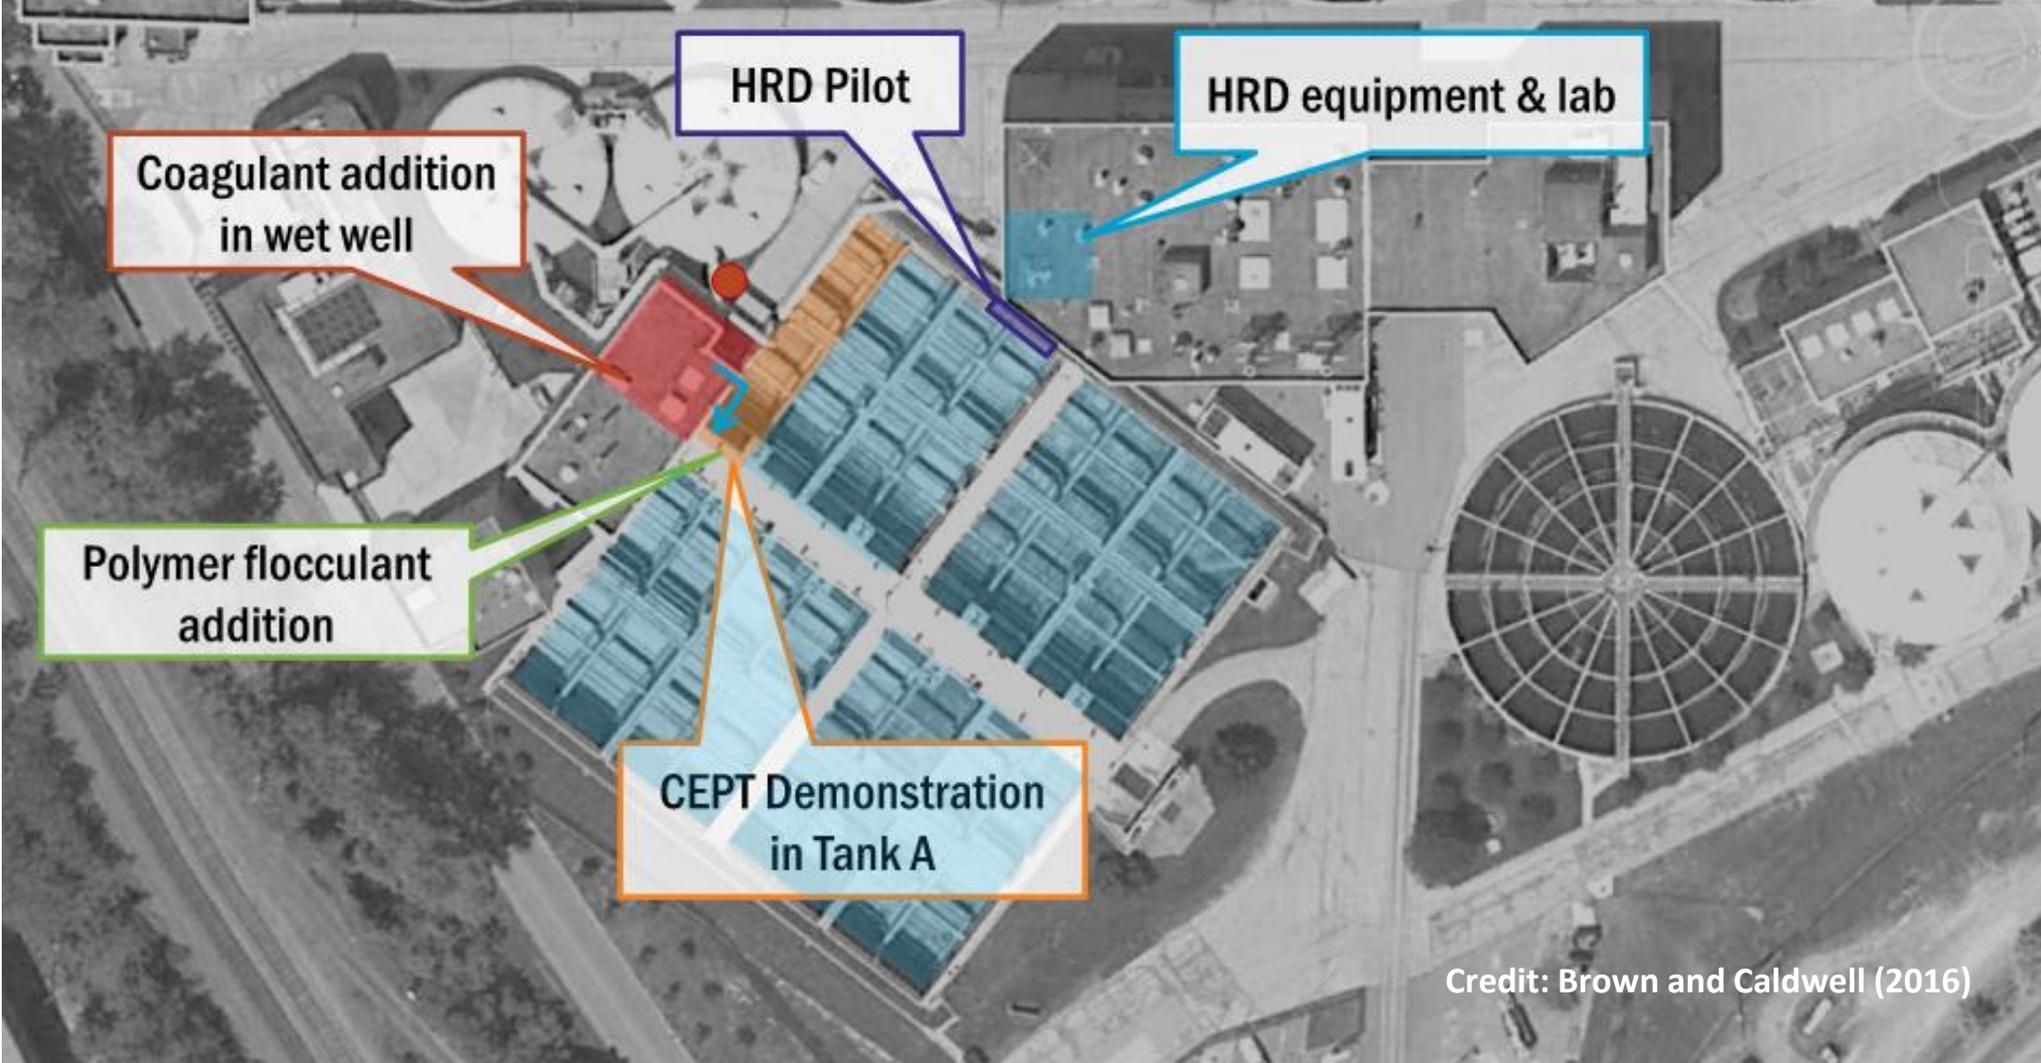 HRD Pilot
HRD equipment & lab
Coagulant addition
in wet well
Polymer flocculant
addition
CEPT Demonstration
in Tank A
Credit: Brown and Caldwell (2016)